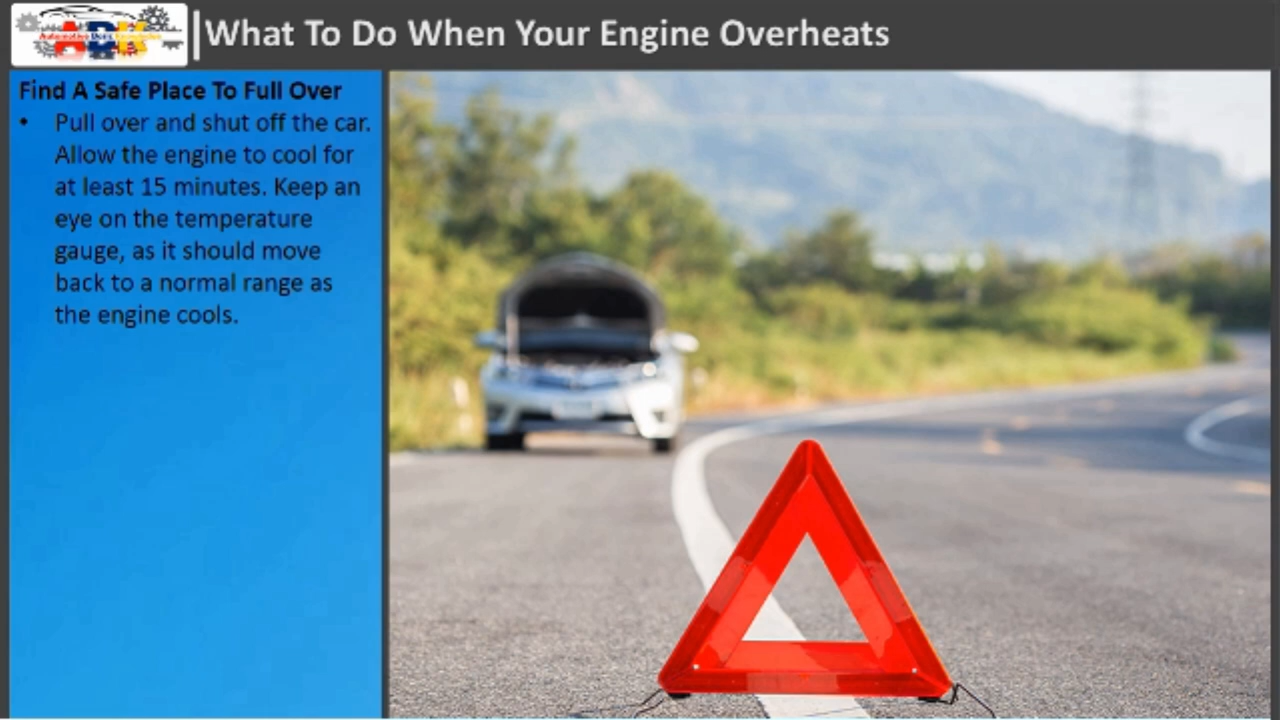 What To Do When Your Engine Overheats
Find A Safe Place To Full Over
• Pull over and shut off the car.
Allow the engine to cool for
at least 15 minutes. Keep an
eye on the temperature
gauge, as it should move
back to a normal range as
the engine cools.